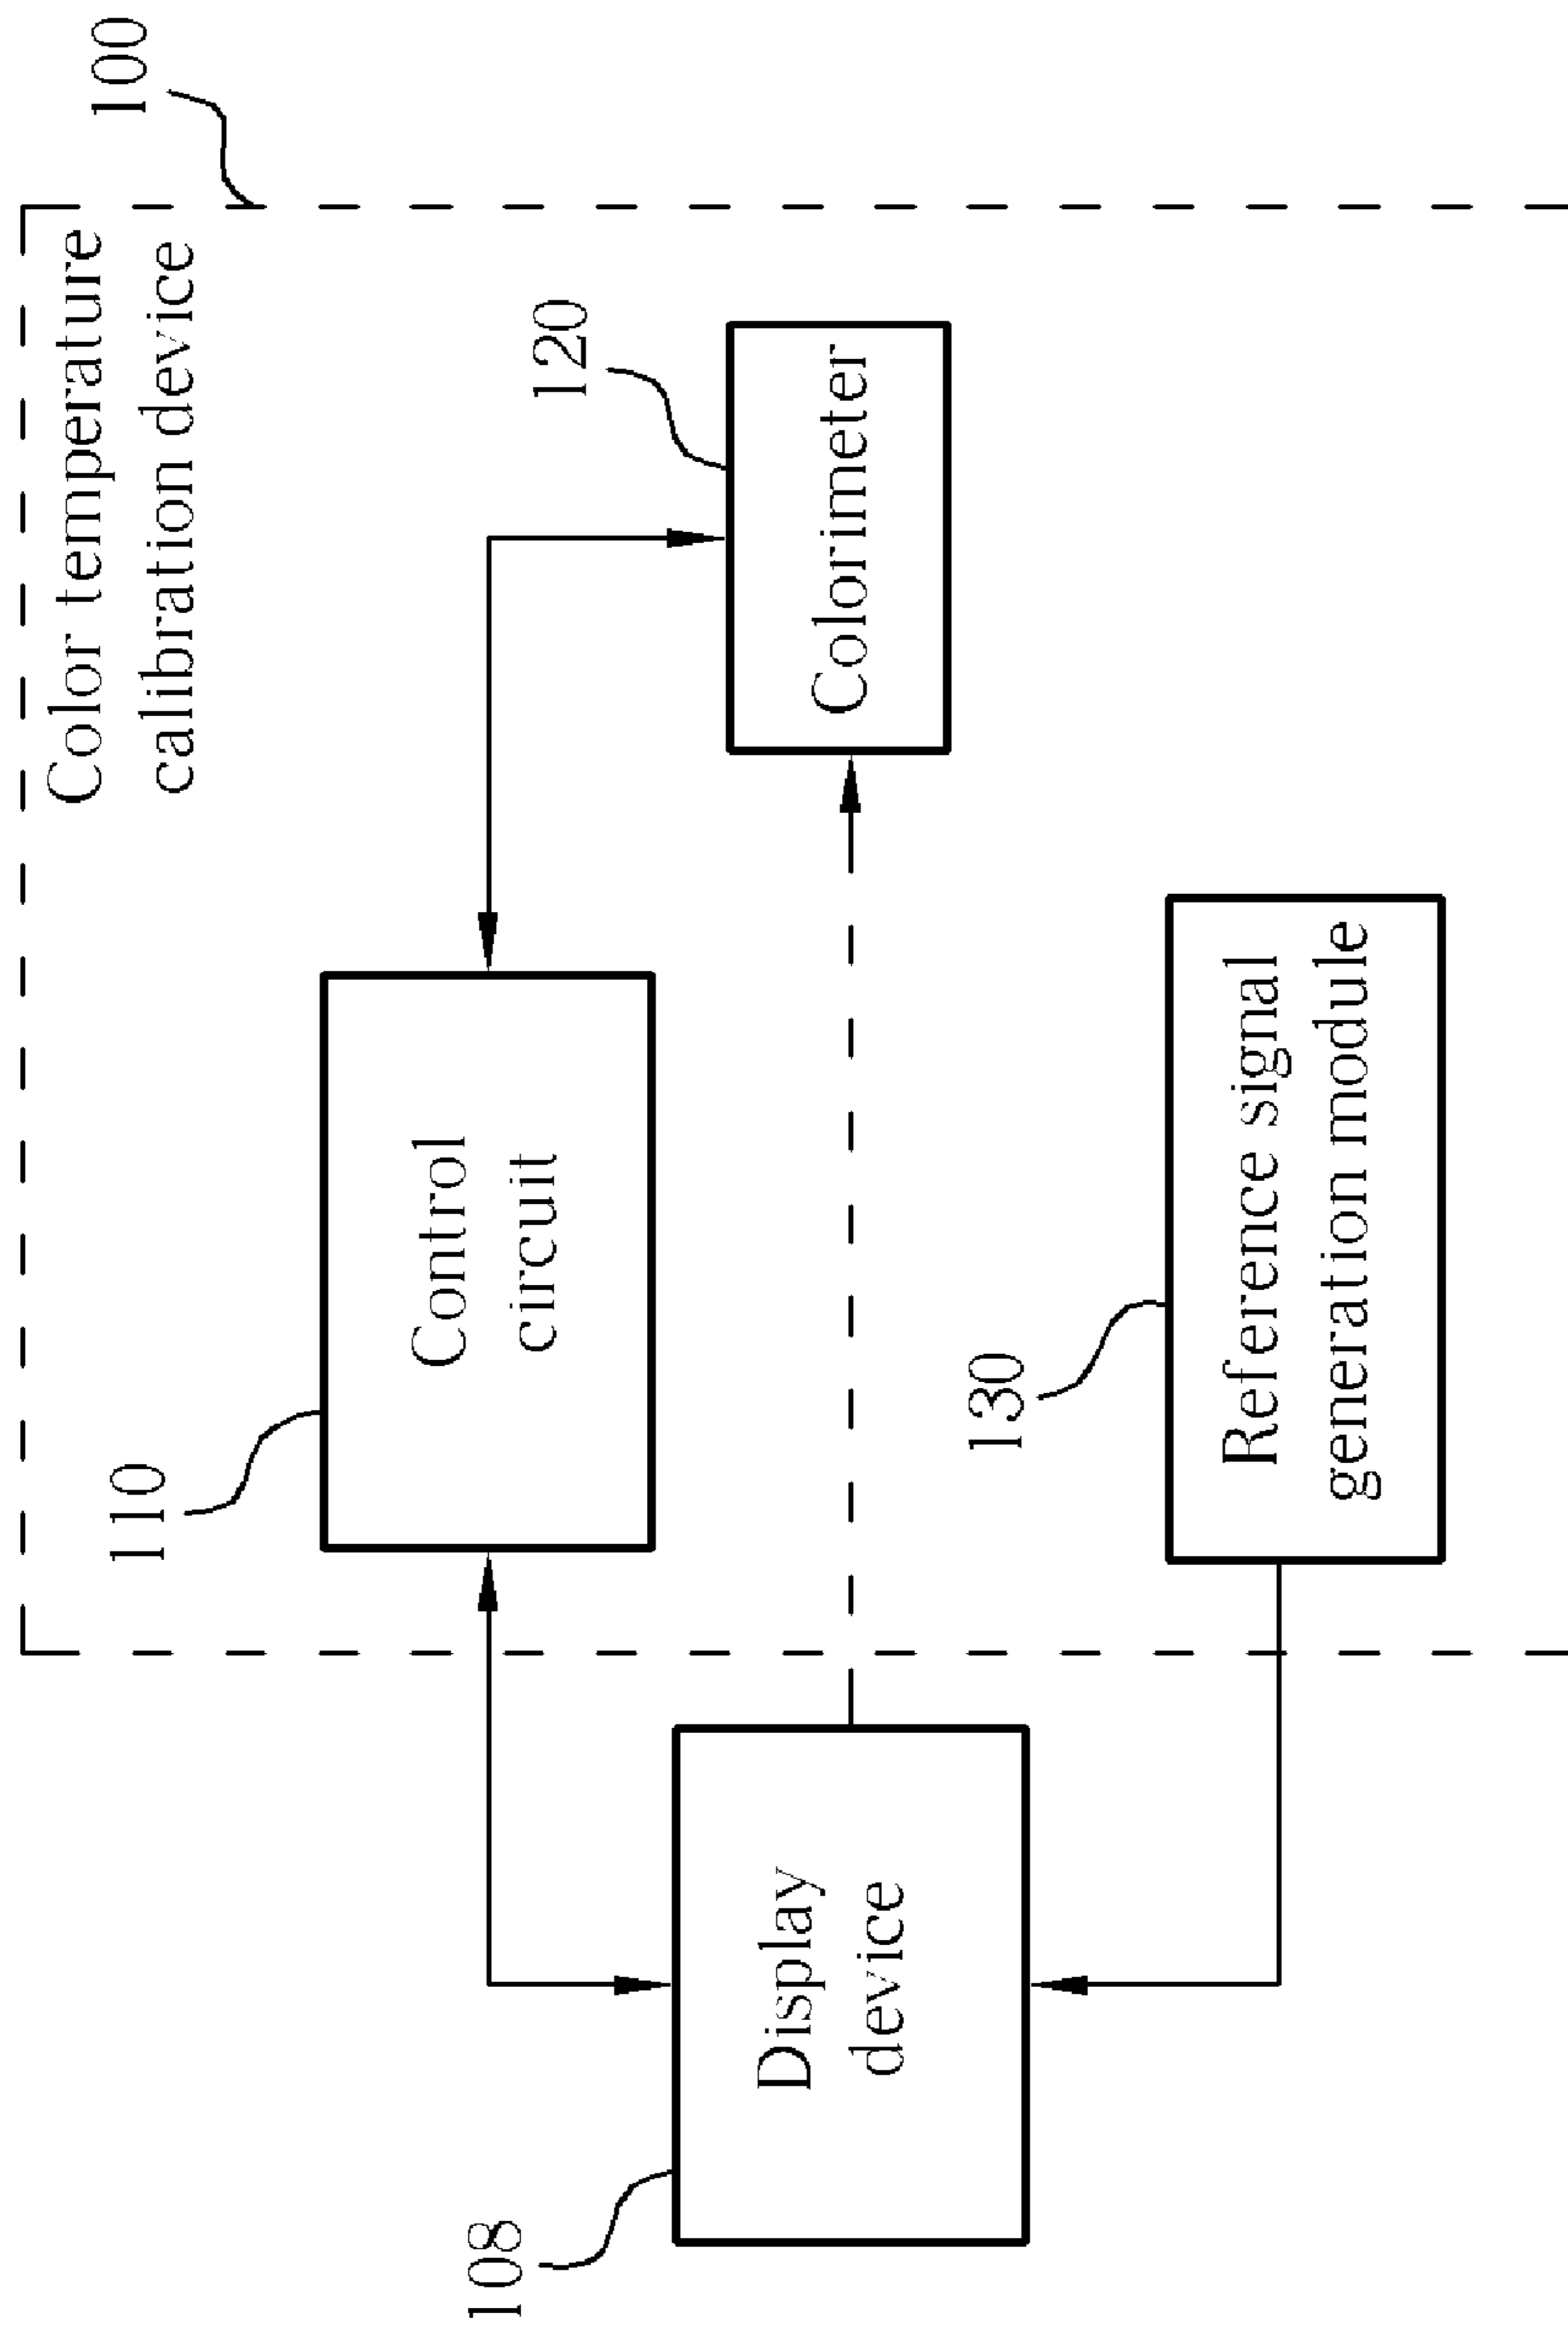 100
Color temperature
calibration device
110
Control
circuit
120
Colorimeter
108
Display
device
130
Reference signal
generation module